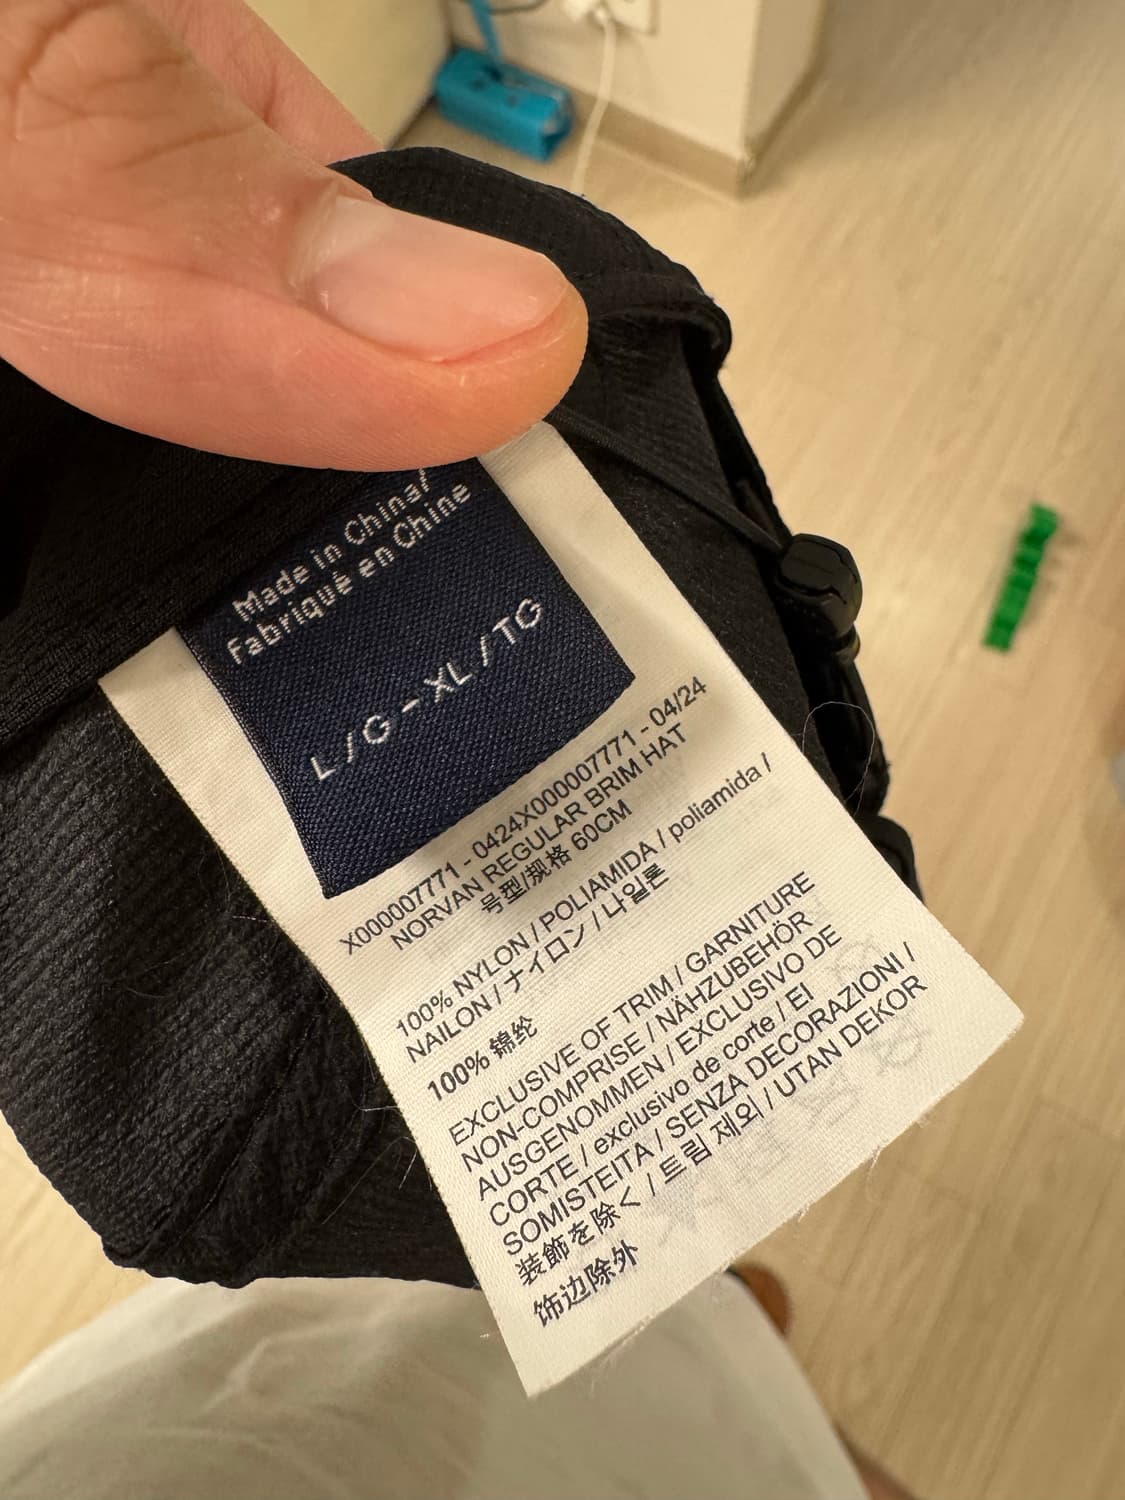 Made in China/
Fabriqué en Chine
L / G - XL / TG
X000007771 - 0424X000007771 - 04/24
NORVAN REGULAR BRIM HAT
号型/规格 60CM
100% NYLON / POLIAMIDA / poliamida /
NAILON / ナイロン / 나일론
100% 锦纶
EXCLUSIVE OF TRIM / GARNITURE
NON-COMPRISE / NÄHZUBEHÖR
AUSGENOMMEN / EXCLUSIVO DE
CORTE / exclusivo de corte / EI
SOMISTEITA / SENZA DECORAZIONI /
装飾を除く / 트림 제외 / UTAN DEKOR
饰边除外